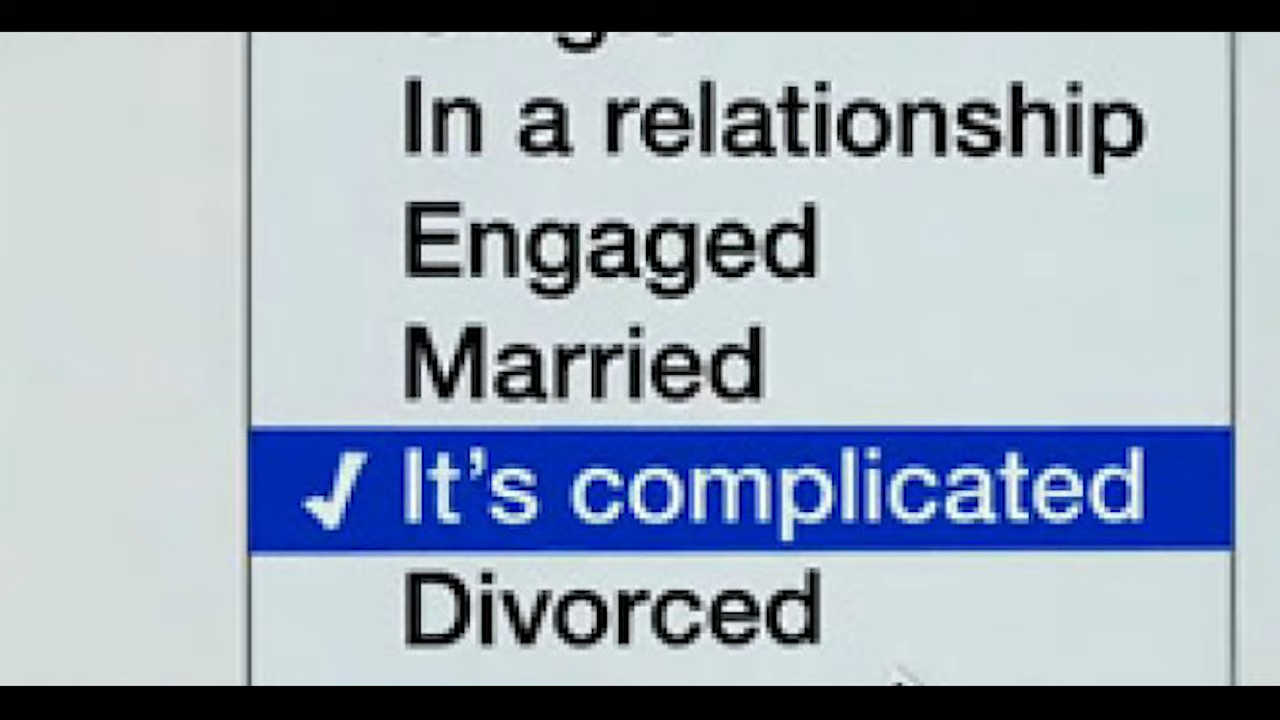 In a relationship
Engaged
Married
✓ It's complicated
Divorced